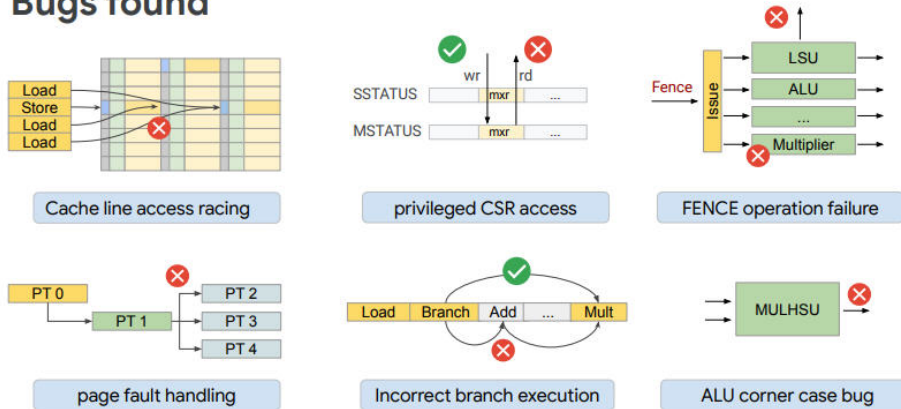 Bugs found
Load
Store
Load
Load
Cache line access racing
wr
rd
SSTATUS
mxr
...
MSTATUS
mxr
...
privileged CSR access
Fence
Issue
LSU
ALU
...
Multiplier
FENCE operation failure
PT 0
PT 1
PT 2
PT 3
PT 4
page fault handling
Load
Branch
Add
...
Mult
Incorrect branch execution
MULHSU
ALU corner case bug